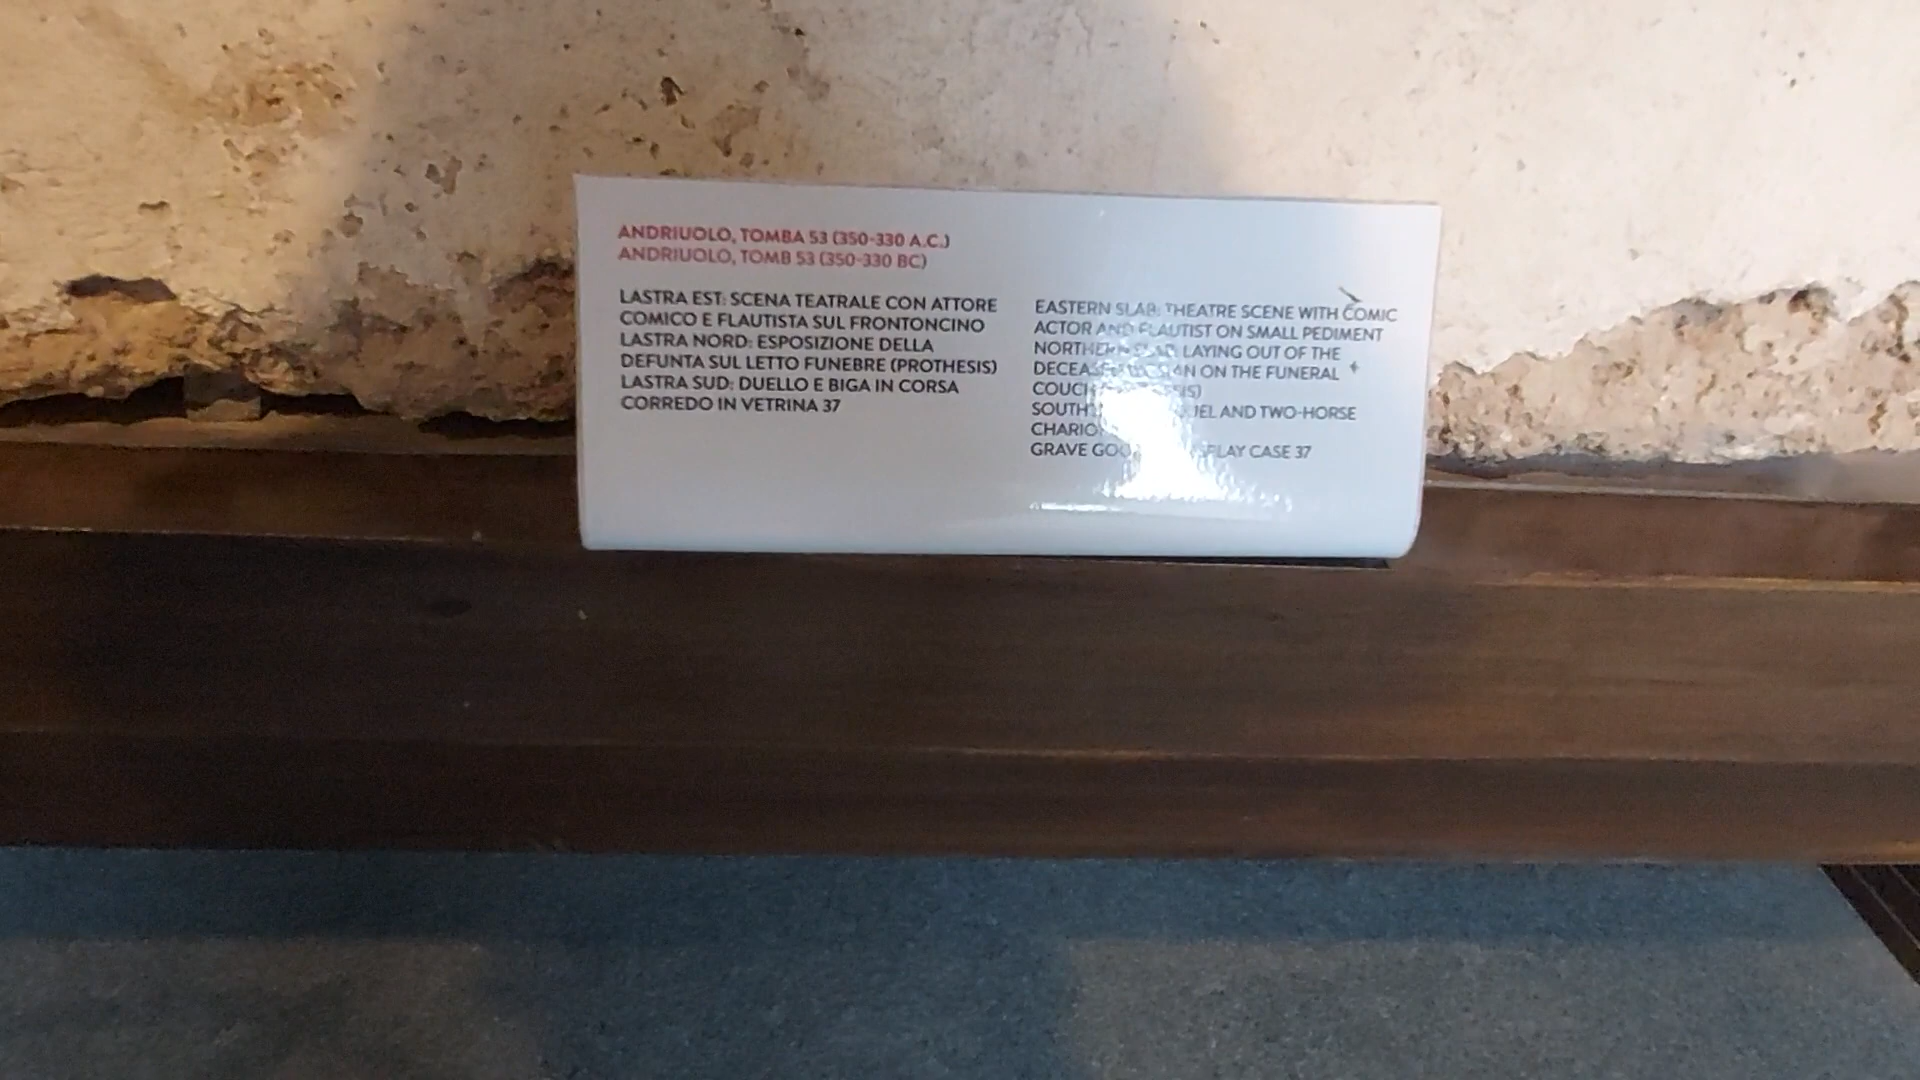 ANDRIUOLO, TOMBA 53 (350-330 A.C.)
ANDRIUOLO, TOMB 53 (350-330 BC)
LASTRA EST: SCENA TEATRALE CON ATTORE
COMICO E FLAUTISTA SUL FRONTONCINO
LASTRA NORD: ESPOSIZIONE DELLA
DEFUNTA SUL LETTO FUNEBRE (PROTHESIS)
LASTRA SUD: DUELLO E BIGA IN CORSA
CORREDO IN VETRINA 37
EASTERN SLAB: THEATRE SCENE WITH COMIC
ACTOR AND FLAUTIST ON SMALL PEDIMENT
NORTHERN SLAB: LAYING OUT OF THE
ON THE FUNERAL
COUCH
AND TWO-HORSE
GRAVE CASE 37